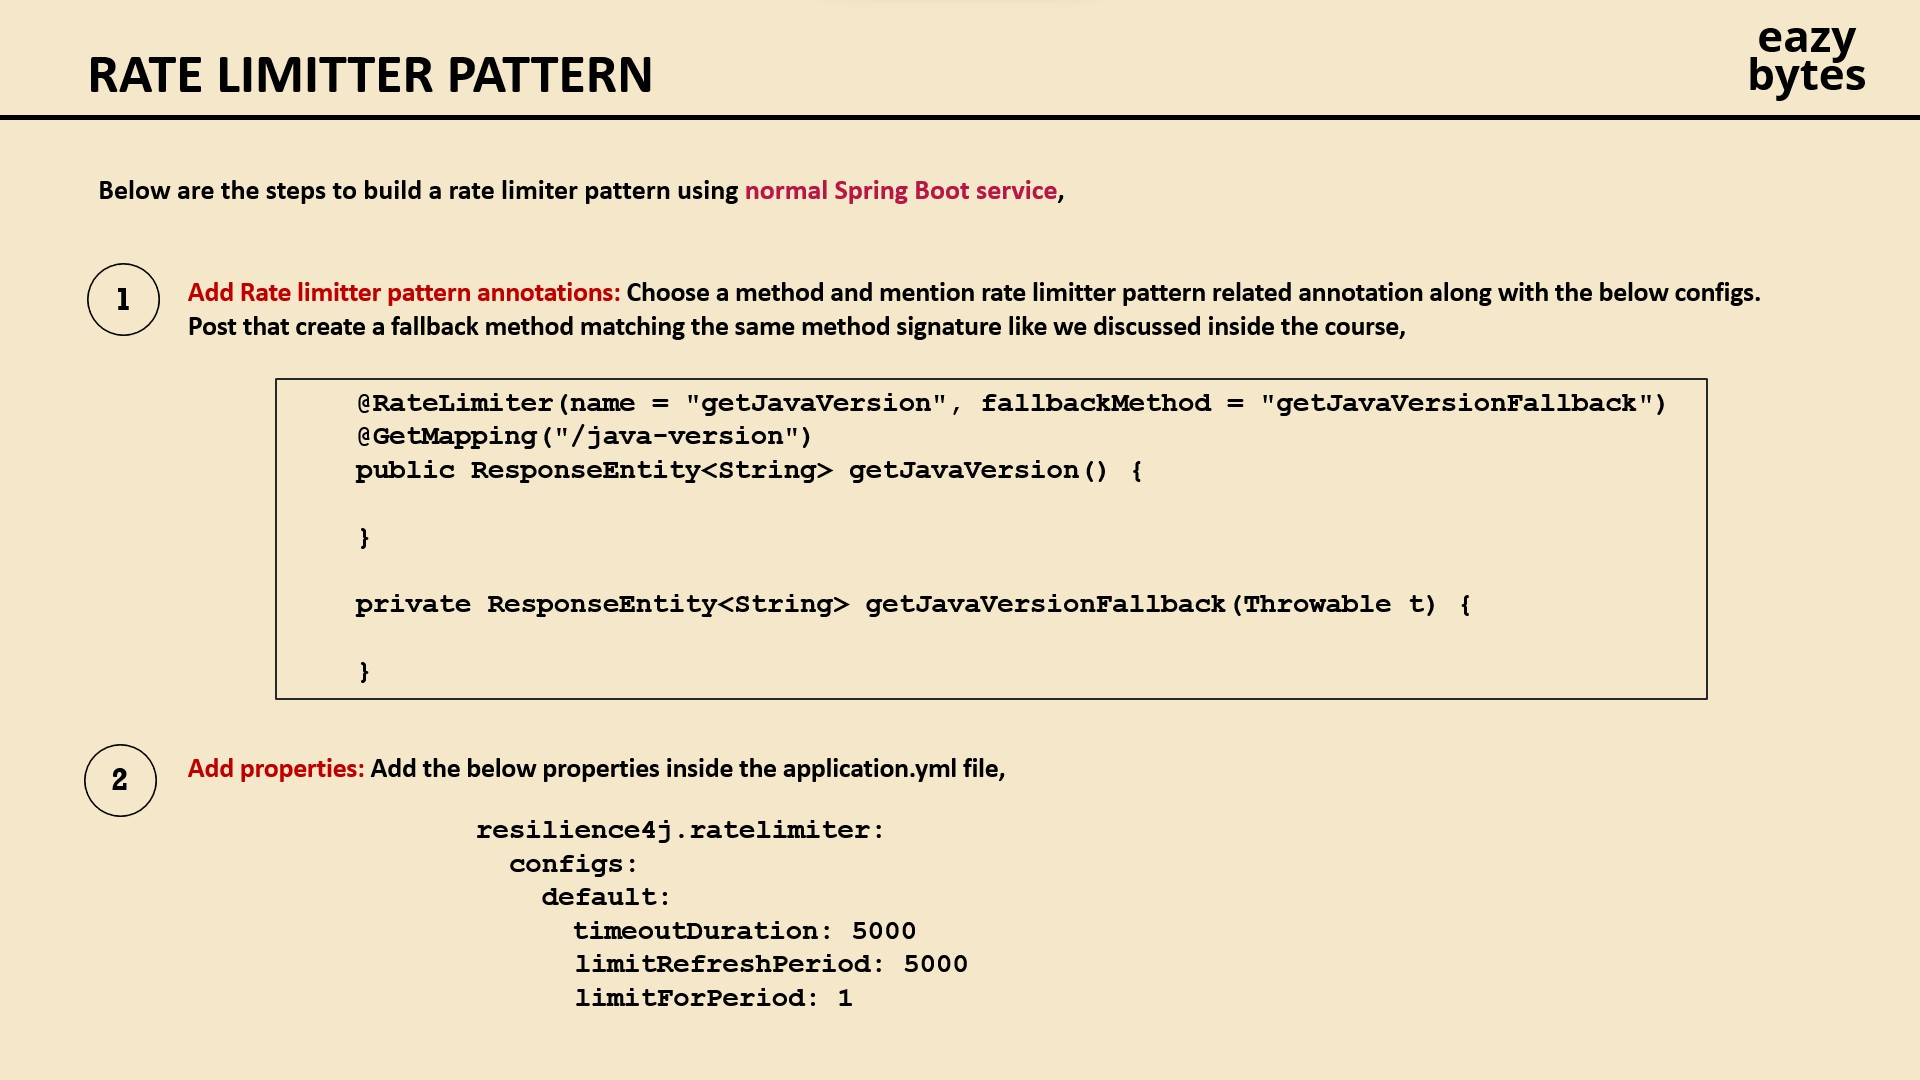 RATE LIMITTER PATTERN
eazy
bytes
Below are the steps to build a rate limiter pattern using normal Spring Boot service,
1
Add Rate limitter pattern annotations: Choose a method and mention rate limitter pattern related annotation along with the below configs.
Post that create a fallback method matching the same method signature like we discussed inside the course,
@RateLimiter(name = "getJavaVersion", fallbackMethod = "getJavaVersionFallback")
@GetMapping("/java-version")
public ResponseEntity<String> getJavaVersion() {
}
private ResponseEntity<String> getJavaVersionFallback(Throwable t) {
}
2
Add properties: Add the below properties inside the application.yml file,
resilience4j.ratelimiter:
configs:
default:
timeoutDuration: 5000
limitRefreshPeriod: 5000
limitForPeriod: 1